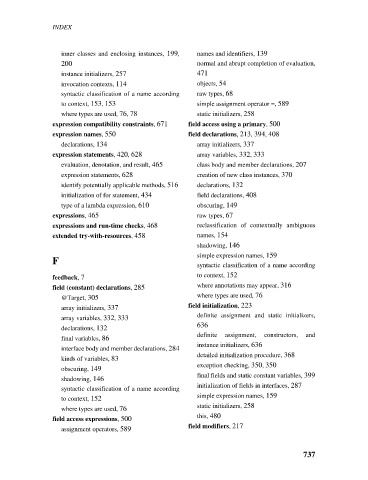 INDEX
inner classes and enclosing instances, 199,
200
instance initializers, 257
invocation contexts, 114
syntactic classification of a name according
to context, 153, 153
where types are used, 76, 78
expression compatibility constraints, 671
expression names, 550
declarations, 134
expression statements, 420, 628
evaluation, denotation, and result, 465
expression statements, 628
identify potentially applicable methods, 516
initialization of for statement, 434
type of a lambda expression, 610
expressions, 465
expressions and run-time checks, 468
extended try-with-resources, 458
F
feedback, 7
field (constant) declarations, 285
@Target, 305
array initializers, 337
array variables, 332, 333
declarations, 132
final variables, 86
interface body and member declarations, 284
kinds of variables, 83
obscuring, 149
shadowing, 146
syntactic classification of a name according
to context, 152
where types are used, 76
field access expressions, 500
assignment operators, 589
names and identifiers, 139
normal and abrupt completion of evaluation,
471
objects, 54
raw types, 68
simple assignment operator =, 589
static initializers, 258
field access using a primary, 500
field declarations, 213, 394, 408
array initializers, 337
array variables, 332, 333
class body and member declarations, 207
creation of new class instances, 370
declarations, 132
field declarations, 408
obscuring, 149
raw types, 67
reclassification of contextually ambiguous
names, 154
shadowing, 146
simple expression names, 159
syntactic classification of a name according
to context, 152
where annotations may appear, 316
where types are used, 76
field initialization, 223
definite assignment and static initializers,
636
definite assignment, constructors, and
instance initializers, 636
detailed initialization procedure, 368
exception checking, 350, 350
final fields and static constant variables, 399
initialization of fields in interfaces, 287
simple expression names, 159
static initializers, 258
this, 480
field modifiers, 217
737